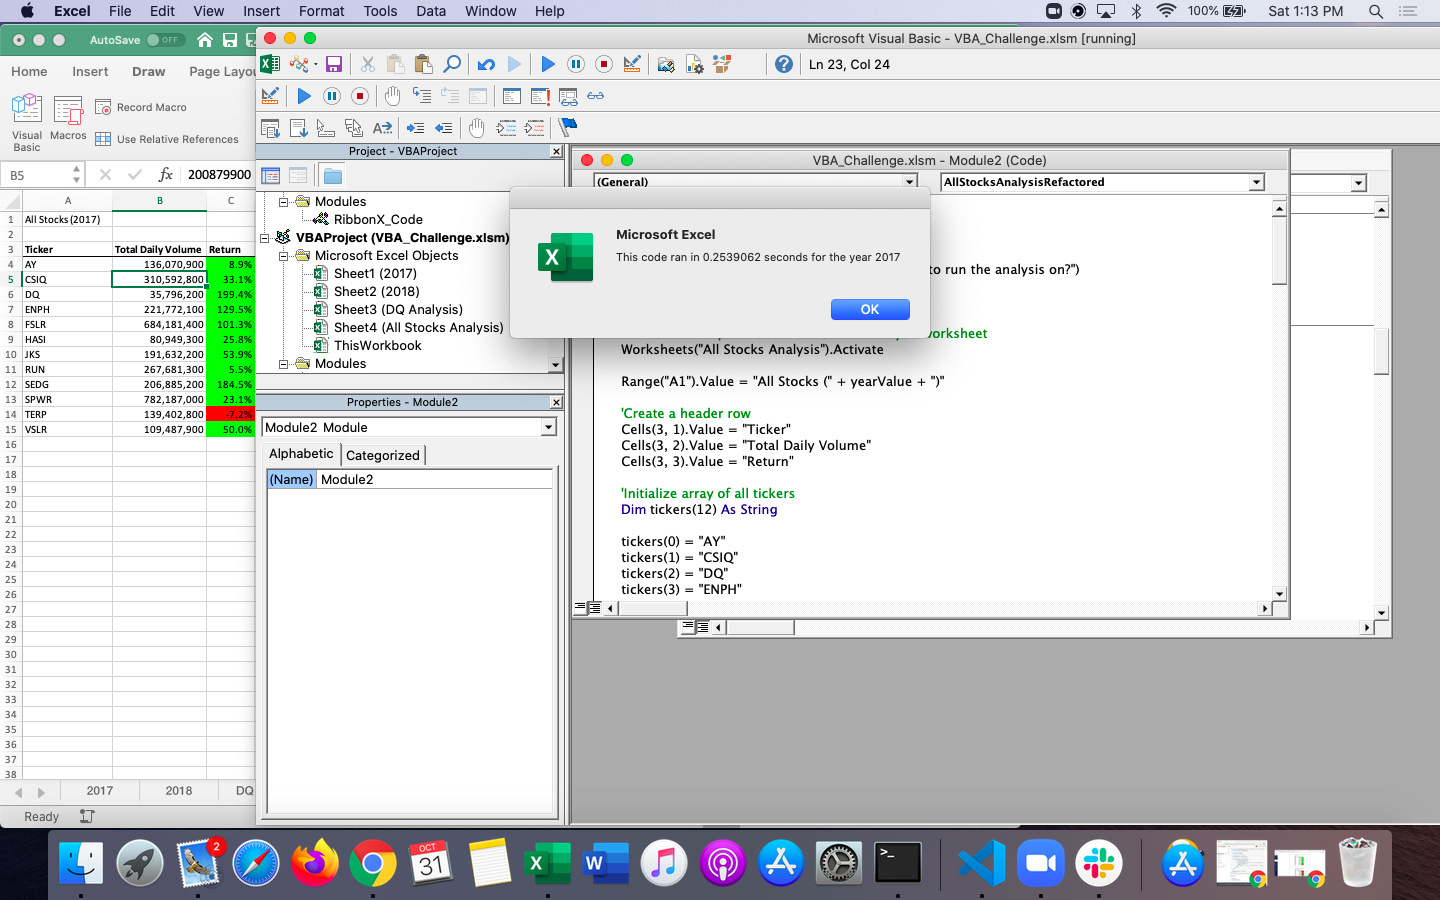 Excel File Edit View Insert Format Tools Data Window Help 100% Sat 1:13 PM
AutoSave OFF
Microsoft Visual Basic - VBA_Challenge.xlsm [running]
Home Insert Draw Page Layou
Ln 23, Col 24
Visual Basic
Macros
Record Macro
Use Relative References
B5 fx 200879900
A B C
1 All Stocks (2017)
2
3 Ticker Total Daily Volume Return
4 AY 136,070,900 8.9%
5 CSIQ 310,592,800 33.1%
6 DQ 35,796,200 199.4%
7 ENPH 221,772,100 129.5%
8 FSLR 684,181,400 101.3%
9 HASI 80,949,300 25.8%
10 JKS 191,632,200 53.9%
11 RUN 267,681,300 5.5%
12 SEDG 206,885,200 184.5%
13 SPWR 782,187,000 23.1%
14 TERP 139,402,800 -7.2%
15 VSLR 109,487,900 50.0%
16
17
18
19
20
21
22
23
24
25
26
27
28
29
30
31
32
33
34
35
36
37
38
2017 2018 DQ
Ready
Project - VBAProject
Modules
RibbonX_Code
VBAProject (VBA_Challenge.xlsm)
Microsoft Excel Objects
Sheet1 (2017)
Sheet2 (2018)
Sheet3 (DQ Analysis)
Sheet4 (All Stocks Analysis)
ThisWorkbook
Modules
Properties - Module2
Module2 Module
Alphabetic Categorized
(Name) Module2
VBA_Challenge.xlsm - Module2 (Code)
(General) AllStocksAnalysisRefactored
Microsoft Excel
This code ran in 0.2539062 seconds for the year 2017
OK
to run the analysis on?")
orksheet
Worksheets("All Stocks Analysis").Activate
Range("A1").Value = "All Stocks (" + yearValue + ")"
'Create a header row
Cells(3, 1).Value = "Ticker"
Cells(3, 2).Value = "Total Daily Volume"
Cells(3, 3).Value = "Return"
'Initialize array of all tickers
Dim tickers(12) As String
tickers(0) = "AY"
tickers(1) = "CSIQ"
tickers(2) = "DQ"
tickers(3) = "ENPH"
2
OCT
31
X
W
>_